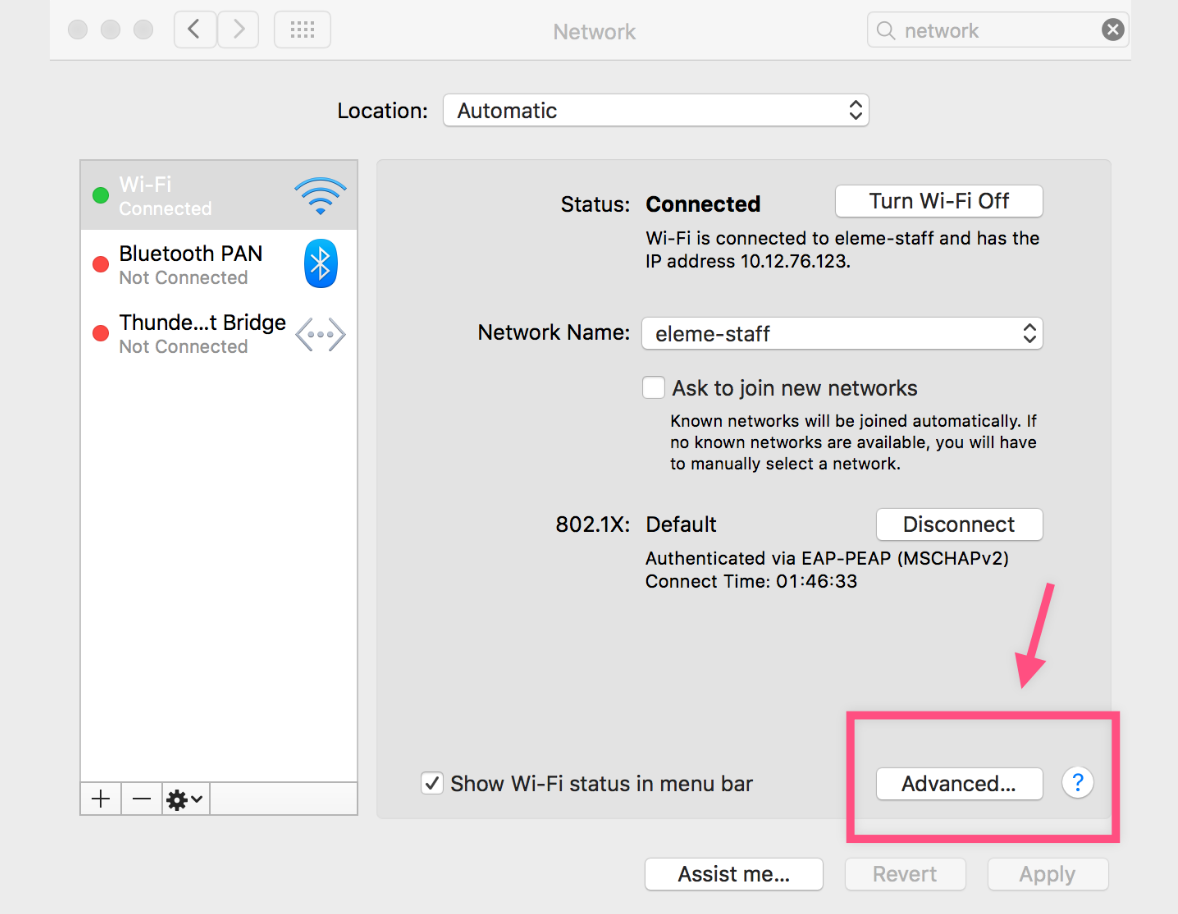 Network
network
Location: Automatic
Wi-Fi
Connected
Bluetooth PAN
Not Connected
Thunde...t Bridge
Not Connected
Status: Connected
Turn Wi-Fi Off
Wi-Fi is connected to eleme-staff and has the
IP address 10.12.76.123.
Network Name: eleme-staff
Ask to join new networks
Known networks will be joined automatically. If
no known networks are available, you will have
to manually select a network.
802.1X: Default
Disconnect
Authenticated via EAP-PEAP (MSCHAPv2)
Connect Time: 01:46:33
Show Wi-Fi status in menu bar
Advanced...
?
Assist me...
Revert
Apply